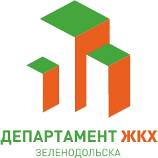 ДЕПАРТАМЕНТ ЖКХ
ЗЕЛЕНОДОЛЬСКА